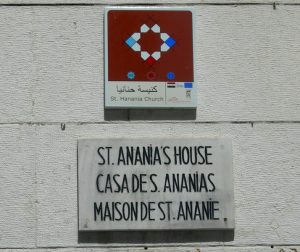 كنيسة حنانيا
St. Hanania Church
ST. ANANIA'S HOUSE
CASA DE S. ANANIAS
MAISON DE ST. ANANIE